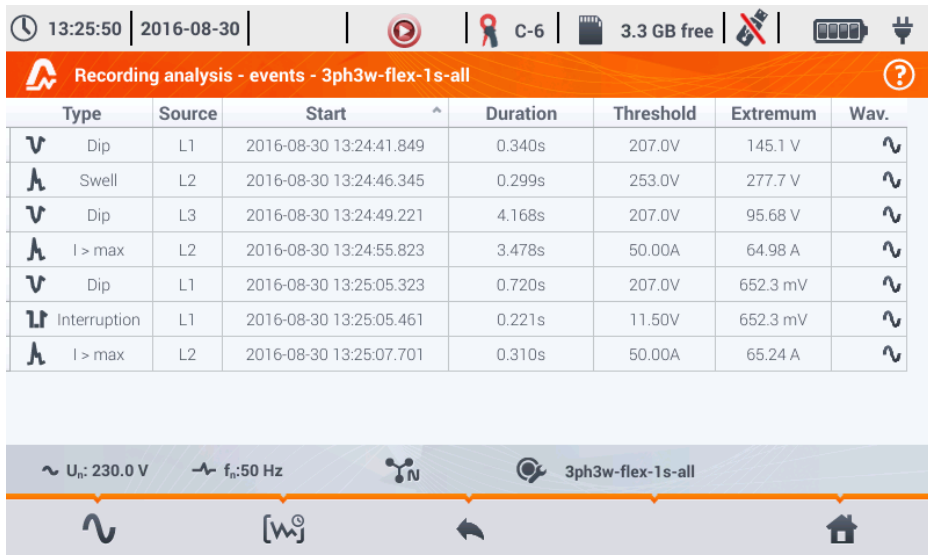 13:25:50 2016-08-30 C-6 3.3 GB free
Recording analysis - events - 3ph3w-flex-1s-all ?
Type Source Start Duration Threshold Extremum Wav.
Dip L1 2016-08-30 13:24:41.849 0.340s 207.0V 145.1 V
Swell L2 2016-08-30 13:24:46.345 0.299s 253.0V 277.7 V
Dip L3 2016-08-30 13:24:49.221 4.168s 207.0V 95.68 V
I > max L2 2016-08-30 13:24:55.823 3.478s 50.00A 64.98 A
Dip L1 2016-08-30 13:25:05.323 0.720s 207.0V 652.3 mV
Interruption L1 2016-08-30 13:25:05.461 0.221s 11.50V 652.3 mV
I > max L2 2016-08-30 13:25:07.701 0.310s 50.00A 65.24 A
Un: 230.0 V fn:50 Hz N 3ph3w-flex-1s-all